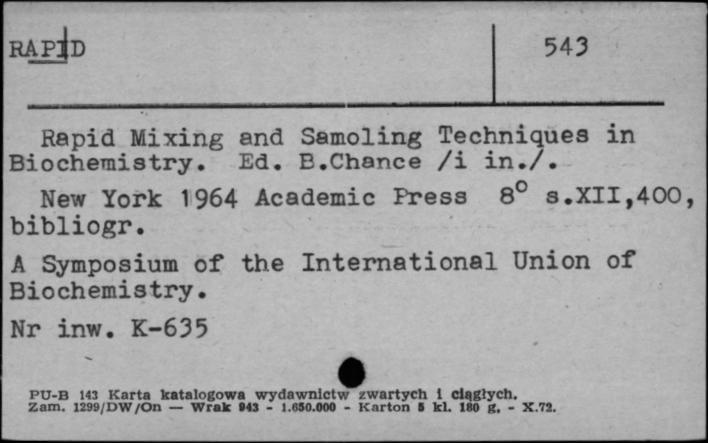 RAPID 543
Rapid Mixing and Samoling Techniques in
Biochemistry. Ed. B.Chance /i in./.
New York 1964 Academic Press 8° s.XII,400,
bibliogr.
A Symposium of the International Union of
Biochemistry.
Nr inw. K-635
PU-B 143 Karta katalogowa wydawnictw zwartych i ciągłych.
Zam. 1299/DW/On — Wrak 943 - 1.650.000 - Karton 5 kl. 180 g. - X.72.